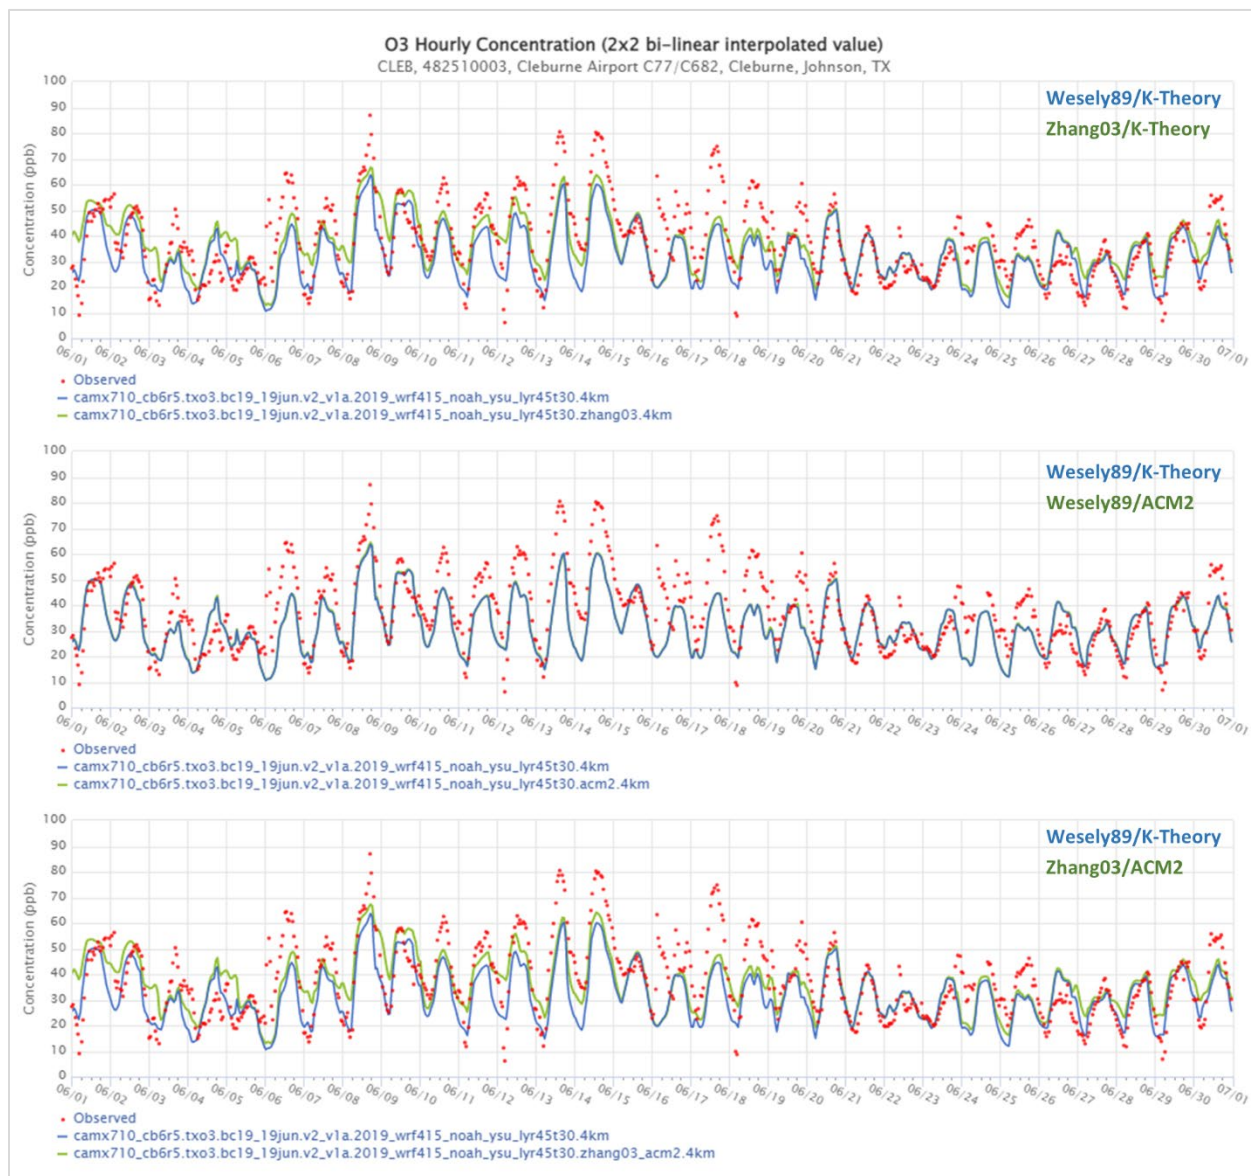 O3 Hourly Concentration (2x2 bi-linear interpolated value)
CLEB, 482510003, Cleburne Airport C77/C682, Cleburne, Johnson, TX
Wesely89/K-Theory
Zhang03/K-Theory
Concentration (ppb)
100
90
80
70
60
50
40
30
20
10
0
06/01 06/02 06/03 06/04 06/05 06/06 06/07 06/08 06/09 06/10 06/11 06/12 06/13 06/14 06/15 06/16 06/17 06/18 06/19 06/20 06/21 06/22 06/23 06/24 06/25 06/26 06/27 06/28 06/29 06/30 07/01
Observed
camx710_cb6r5.txo3.bc19_19jun.v2_v1a.2019_wrf415_noah_ysu_lyr45t30.4km
camx710_cb6r5.txo3.bc19_19jun.v2_v1a.2019_wrf415_noah_ysu_lyr45t30.zhang03.4km
Wesely89/K-Theory
Wesely89/ACM2
Concentration (ppb)
100
90
80
70
60
50
40
30
20
10
0
06/01 06/02 06/03 06/04 06/05 06/06 06/07 06/08 06/09 06/10 06/11 06/12 06/13 06/14 06/15 06/16 06/17 06/18 06/19 06/20 06/21 06/22 06/23 06/24 06/25 06/26 06/27 06/28 06/29 06/30 07/01
Observed
camx710_cb6r5.txo3.bc19_19jun.v2_v1a.2019_wrf415_noah_ysu_lyr45t30.4km
camx710_cb6r5.txo3.bc19_19jun.v2_v1a.2019_wrf415_noah_ysu_lyr45t30.acm2.4km
Wesely89/K-Theory
Zhang03/ACM2
Concentration (ppb)
100
90
80
70
60
50
40
30
20
10
0
06/01 06/02 06/03 06/04 06/05 06/06 06/07 06/08 06/09 06/10 06/11 06/12 06/13 06/14 06/15 06/16 06/17 06/18 06/19 06/20 06/21 06/22 06/23 06/24 06/25 06/26 06/27 06/28 06/29 06/30 07/01
Observed
camx710_cb6r5.txo3.bc19_19jun.v2_v1a.2019_wrf415_noah_ysu_lyr45t30.4km
camx710_cb6r5.txo3.bc19_19jun.v2_v1a.2019_wrf415_noah_ysu_lyr45t30.zhang03_acm2.4km